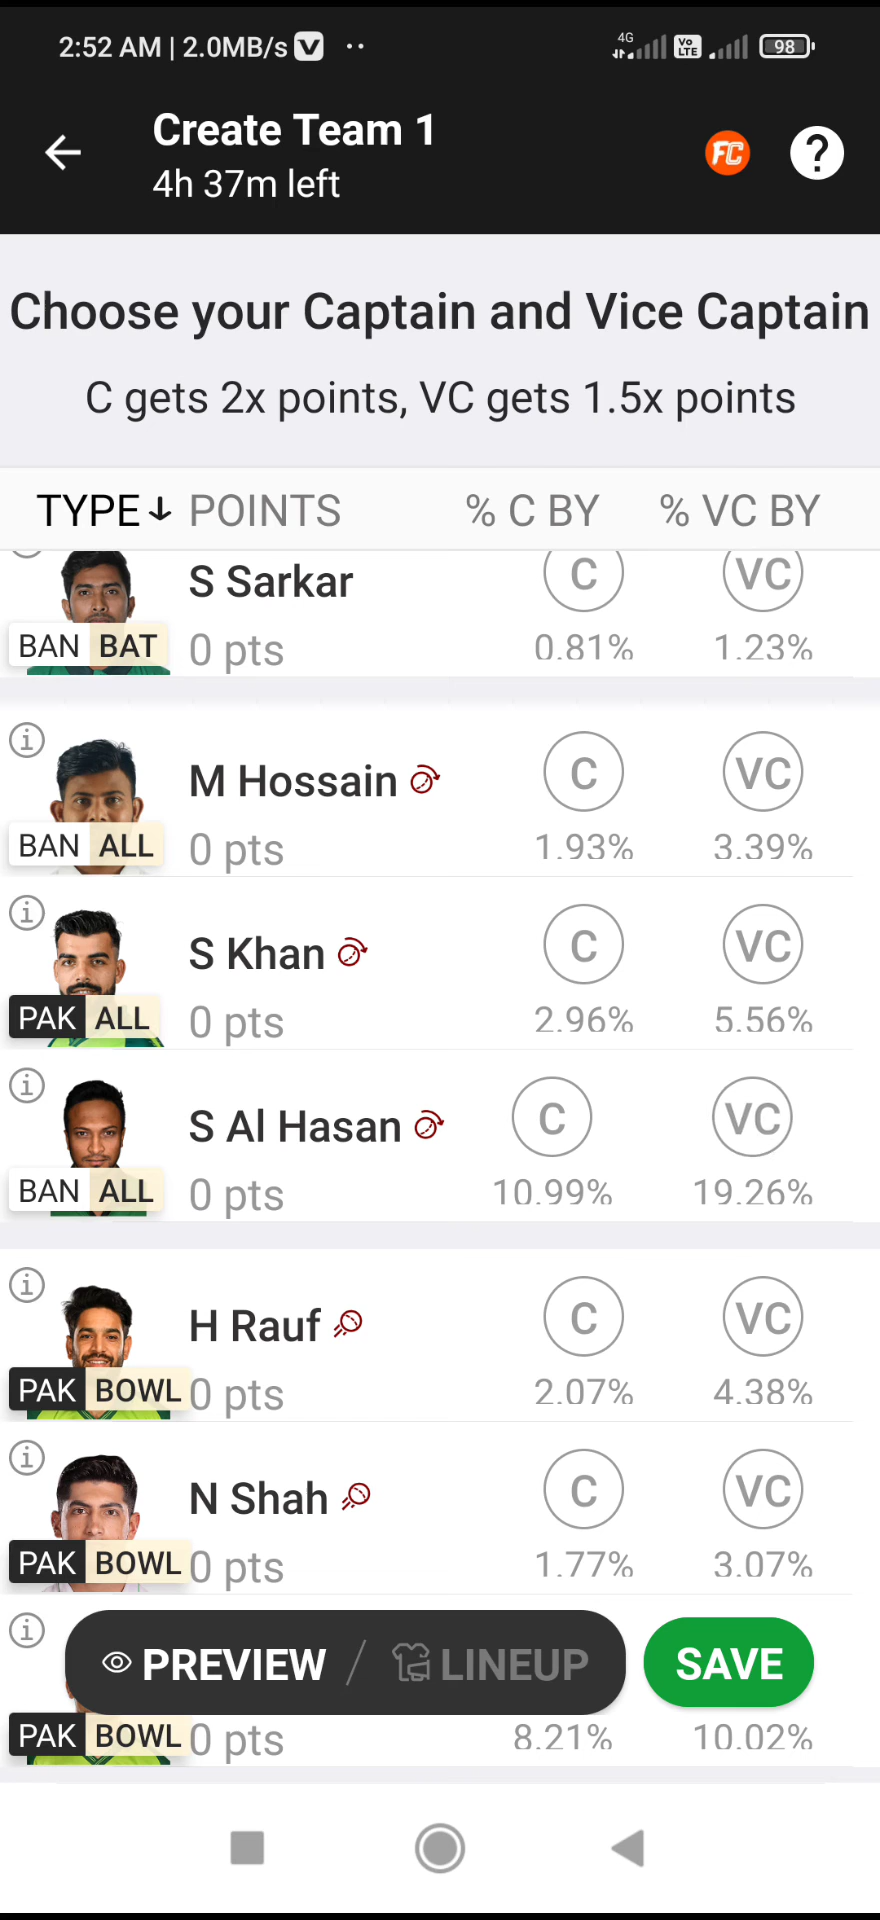 2:52 AM | 2.0MB/s V ··
4G Vo LTE 98
Create Team 1
4h 37m left
FC ?
Choose your Captain and Vice Captain
C gets 2x points, VC gets 1.5x points
TYPE↓ POINTS % C BY % VC BY
S Sarkar C VC
BAN BAT 0 pts 0.81% 1.23%
i
M Hossain C VC
BAN ALL 0 pts 1.93% 3.39%
i
S Khan C VC
PAK ALL 0 pts 2.96% 5.56%
i
S Al Hasan C VC
BAN ALL 0 pts 10.99% 19.26%
i
H Rauf C VC
PAK BOWL 0 pts 2.07% 4.38%
i
N Shah C VC
PAK BOWL 0 pts 1.77% 3.07%
i
PREVIEW / LINEUP SAVE
PAK BOWL 0 pts 8.21% 10.02%